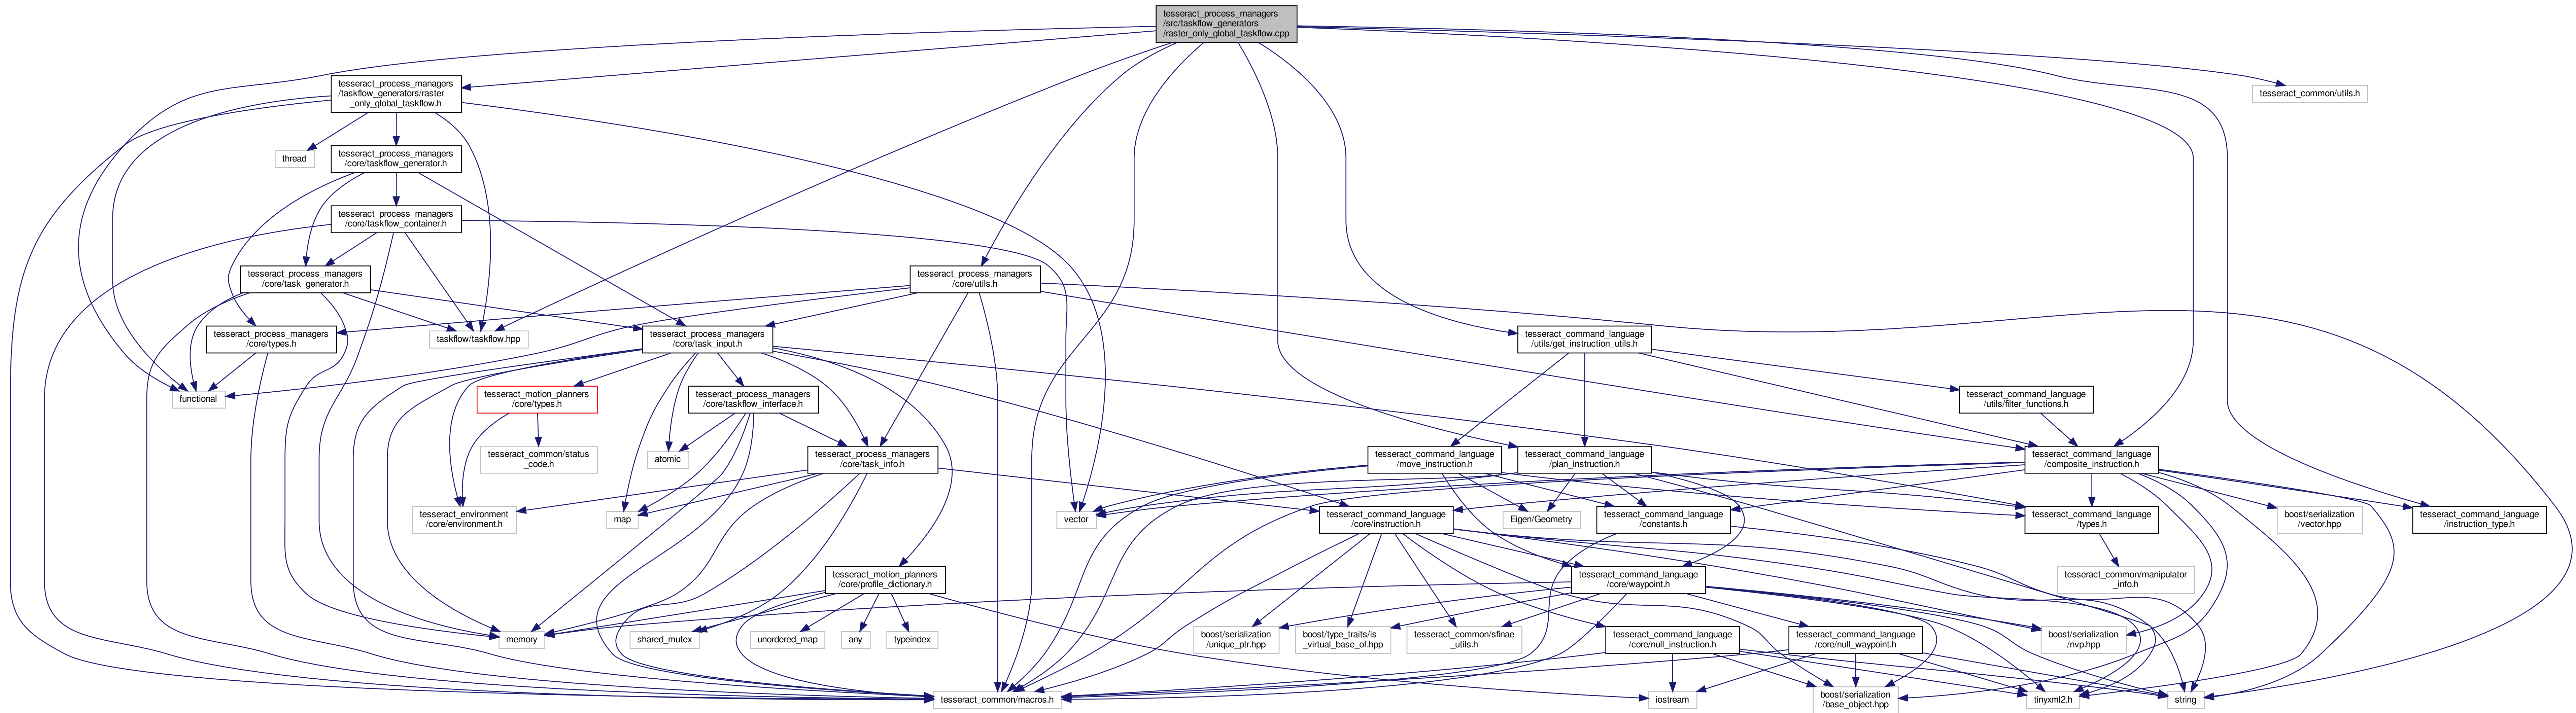 tesseract_process_managers
/src/taskflow_generators
/raster_only_global_taskflow.cpp
tesseract_process_managers
/taskflow_generators/raster
_only_global_taskflow.h
tesseract_common/utils.h
thread
tesseract_process_managers
/core/taskflow_generator.h
tesseract_process_managers
/core/taskflow_container.h
tesseract_process_managers
/core/task_generator.h
tesseract_process_managers
/core/utils.h
tesseract_process_managers
/core/types.h
taskflow/taskflow.hpp
tesseract_process_managers
/core/task_input.h
tesseract_command_language
/utils/get_instruction_utils.h
functional
tesseract_motion_planners
/core/types.h
tesseract_process_managers
/core/taskflow_interface.h
tesseract_command_language
/utils/filter_functions.h
tesseract_common/status
_code.h
atomic
tesseract_process_managers
/core/task_info.h
tesseract_command_language
/move_instruction.h
tesseract_command_language
/plan_instruction.h
tesseract_command_language
/composite_instruction.h
tesseract_environment
/core/environment.h
map
vector
tesseract_command_language
/core/instruction.h
Eigen/Geometry
tesseract_command_language
/constants.h
tesseract_command_language
/types.h
boost/serialization
/vector.hpp
tesseract_command_language
/instruction_type.h
tesseract_motion_planners
/core/profile_dictionary.h
tesseract_command_language
/core/waypoint.h
tesseract_common/manipulator
_info.h
memory
shared_mutex
unordered_map
any
typeindex
boost/serialization
/unique_ptr.hpp
boost/type_traits/is
_virtual_base_of.hpp
tesseract_common/sfinae
_utils.h
tesseract_command_language
/core/null_instruction.h
tesseract_command_language
/core/null_waypoint.h
boost/serialization
/nvp.hpp
tesseract_common/macros.h
iostream
boost/serialization
/base_object.hpp
tinyxml2.h
string